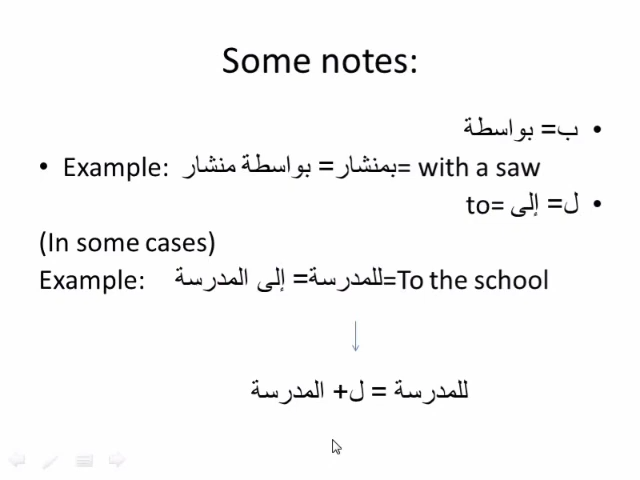 Some notes:
• ب= بواسطة
• Example: بمنشار= بواسطة منشار= with a saw
• ل= إلى =to
(In some cases)
Example: للمدرسة= إلى المدرسة=To the school
للمدرسة = ل+ المدرسة